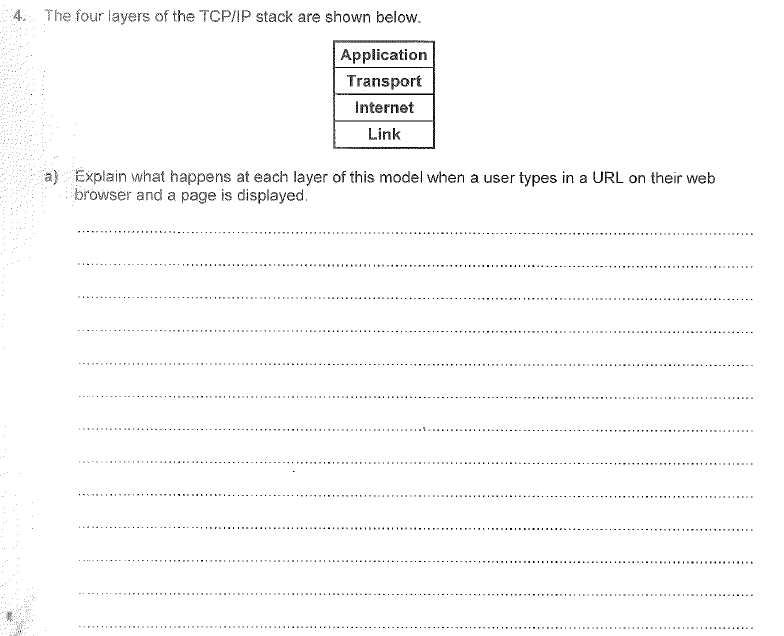 4. The four layers of the TCP/IP stack are shown below.
Application
Transport
Internet
Link
a) Explain what happens at each layer of this model when a user types in a URL on their web
browser and a page is displayed.